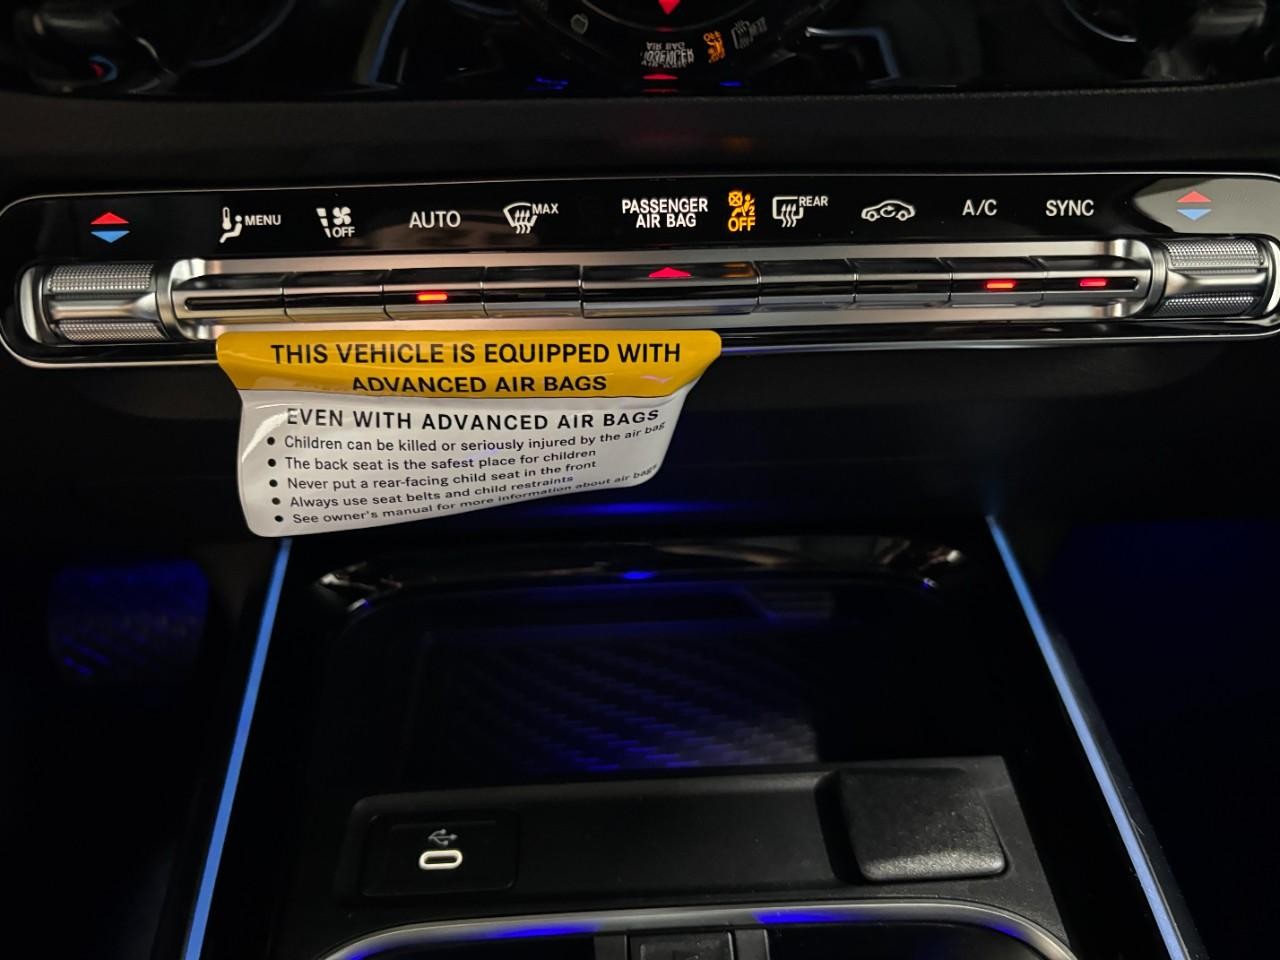 MENU
OFF
AUTO
MAX
PASSENGER
AIR BAG
2
OFF
REAR
A/C
SYNC
THIS VEHICLE IS EQUIPPED WITH
ADVANCED AIR BAGS
EVEN WITH ADVANCED AIR BAGS
• Children can be killed or seriously injured by the air bag
• The back seat is the safest place for children
• Never put a rear-facing child seat in the front
• Always use seat belts and child restraints
• See owner's manual for more information about air bags